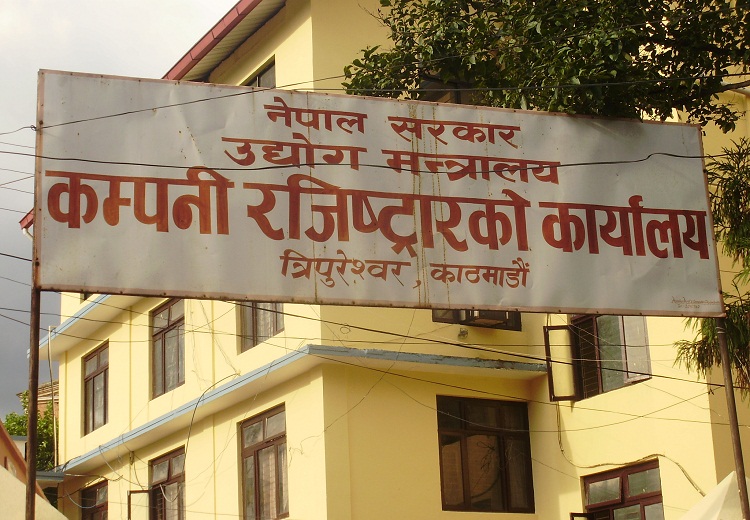 नेपाल सरकार
उद्योग मन्त्रालय
कम्पनी रजिष्ट्रारको कार्यालय
त्रिपुरेश्वर, काठमाडौं